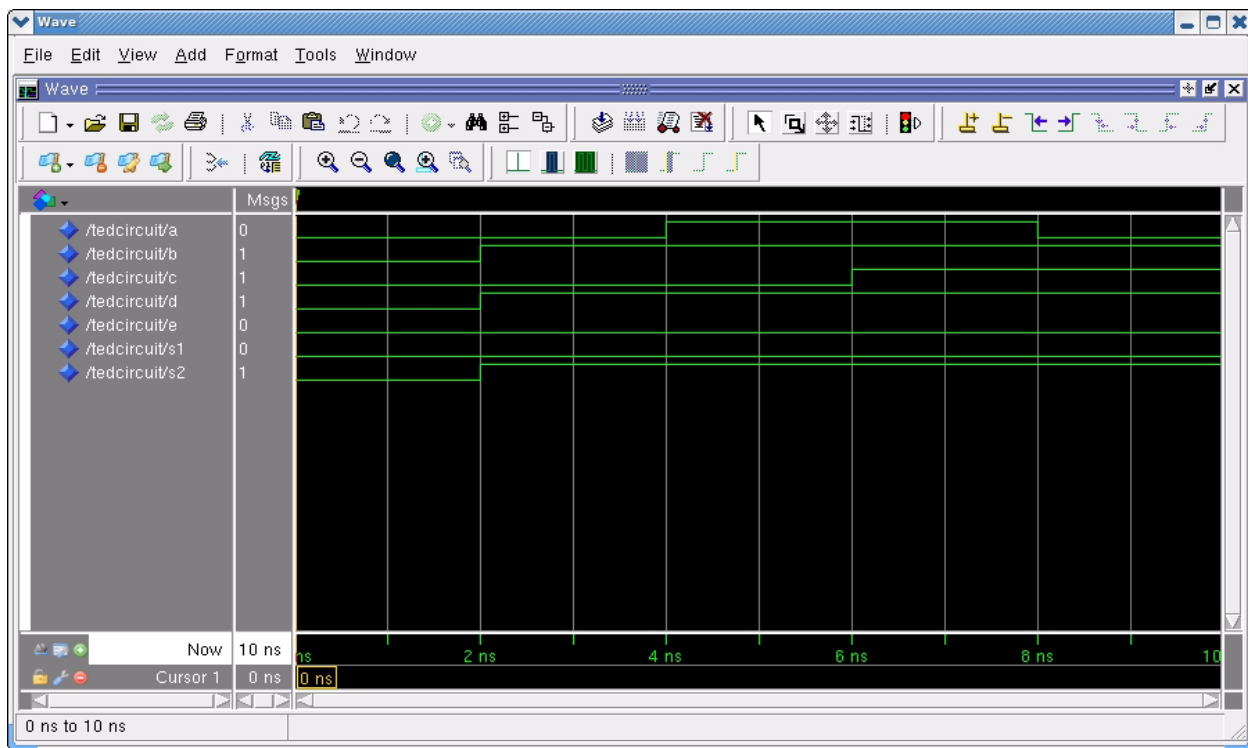 Wave
File Edit View Add Format Tools Window
Wave
Msgs
/tedcircuit/a 0
/tedcircuit/b 1
/tedcircuit/c 1
/tedcircuit/d 1
/tedcircuit/e 0
/tedcircuit/s1 0
/tedcircuit/s2 1
Now 10 ns ns 2 ns 4 ns 6 ns 8 ns 10
Cursor 1 0 ns 0 ns
0 ns to 10 ns